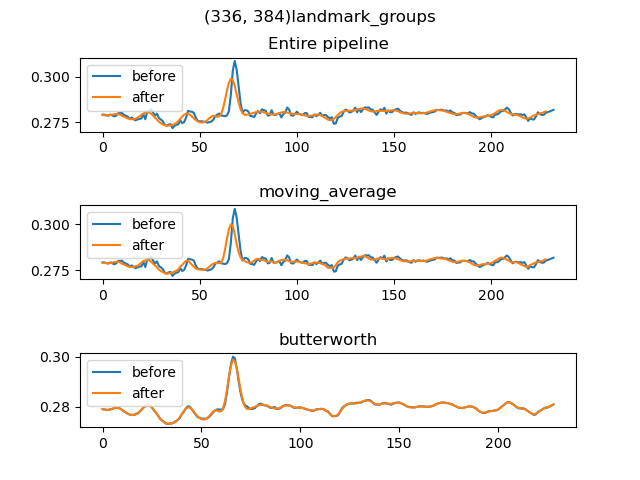 (336, 384)landmark_groups
Entire pipeline
0.300
0.275
before
after
0 50 100 150 200
moving_average
0.300
0.275
before
after
0 50 100 150 200
butterworth
0.30
0.28
before
after
0 50 100 150 200